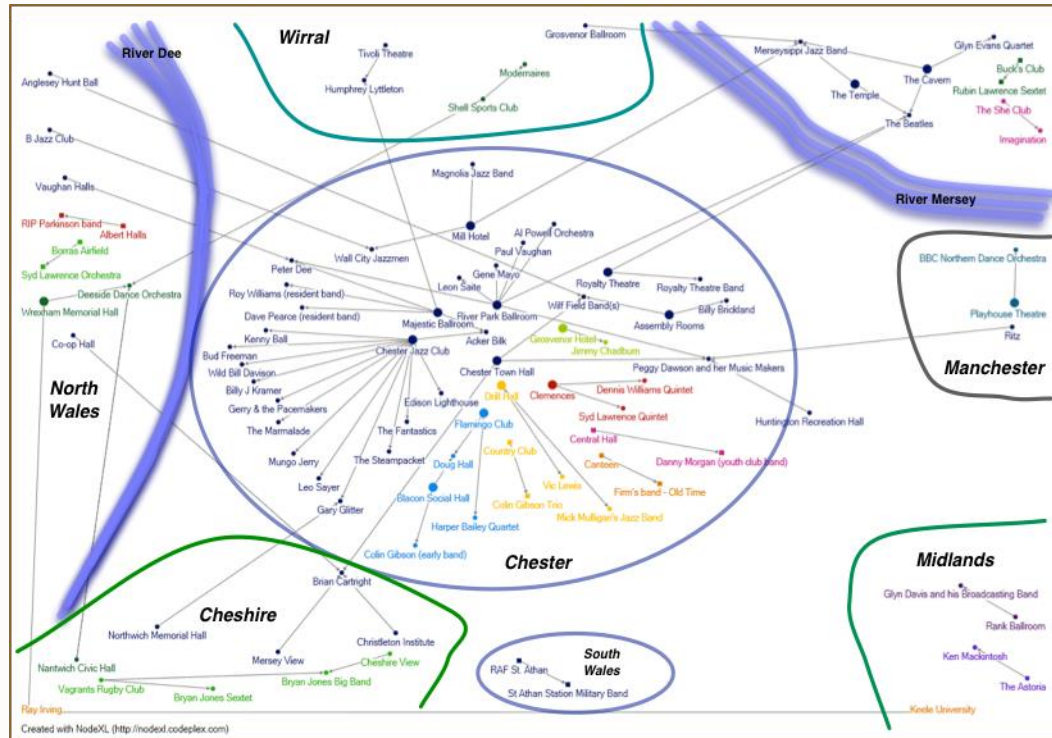 Grosvenor Ballroom
Wirral
River Dee
Tivoli Theatre
Merseysippi Jazz Band
Glyn Evans Quartet
Anglesey Hunt Ball
Humphrey Lyttleton
Modernaires
Buck's Club
The Cavern
Rubin Lawrence Sextet
The Temple
Shell Sports Club
The She Club
The Beatles
B Jazz Club
Imagination
Magnolia Jazz Band
Vaughan Halls
River Mersey
RIP Parkinson band
Albert Halls
Mill Hotel
Al Powell Orchestra
Borras Airfield
Wall City Jazzmen
Paul Vaughan
BBC Northern Dance Orchestra
Syd Lawrence Orchestra
Peter Dee
Gene Mayo
Leon Saite
Royalty Theatre
Royalty Theatre Band
Deeside Dance Orchestra
Roy Williams (resident band)
Wrexham Memorial Hall
Dave Pearce (resident band)
Majestic Ballroom
River Park Ballroom
Wilf Field Band(s)
Billy Brickland
Assembly Rooms
Playhouse Theatre
Co-op Hall
Kenny Ball
Acker Bilk
Grosvenor Hotel
Ritz
Bud Freeman
Chester Jazz Club
Jimmy Chadburn
Wild Bill Davison
Chester Town Hall
Peggy Dawson and her Music Makers
Manchester
North
Wales
Billy J Kramer
Edison Lighthouse
Drill Hall
Clemences
Dennis Williams Quintet
Gerry & the Pacemakers
Syd Lawrence Quintet
Huntington Recreation Hall
The Marmalade
The Fantastics
Flamingo Club
Central Hall
Mungo Jerry
The Steampacket
Doug Hall
Country Club
Danny Morgan (youth club band)
Canteen
Leo Sayer
Blacon Social Hall
Vic Lewis
Firm's band - Old Time
Gary Glitter
Colin Gibson Trio
Mick Mulligan's Jazz Band
Harper Bailey Quartet
Colin Gibson (early band)
Chester
Midlands
Brian Cartright
Glyn Davis and his Broadcasting Band
Cheshire
Northwich Memorial Hall
Christleton Institute
Rank Ballroom
Nantwich Civic Hall
Mersey View
Cheshire View
South
Wales
RAF St. Athan
Ken Mackintosh
Vagrants Rugby Club
Bryan Jones Big Band
Bryan Jones Sextet
St Athan Station Military Band
The Astoria
Ray Irving
Keele University
Created with NodeXL (http://nodexl.codeplex.com)